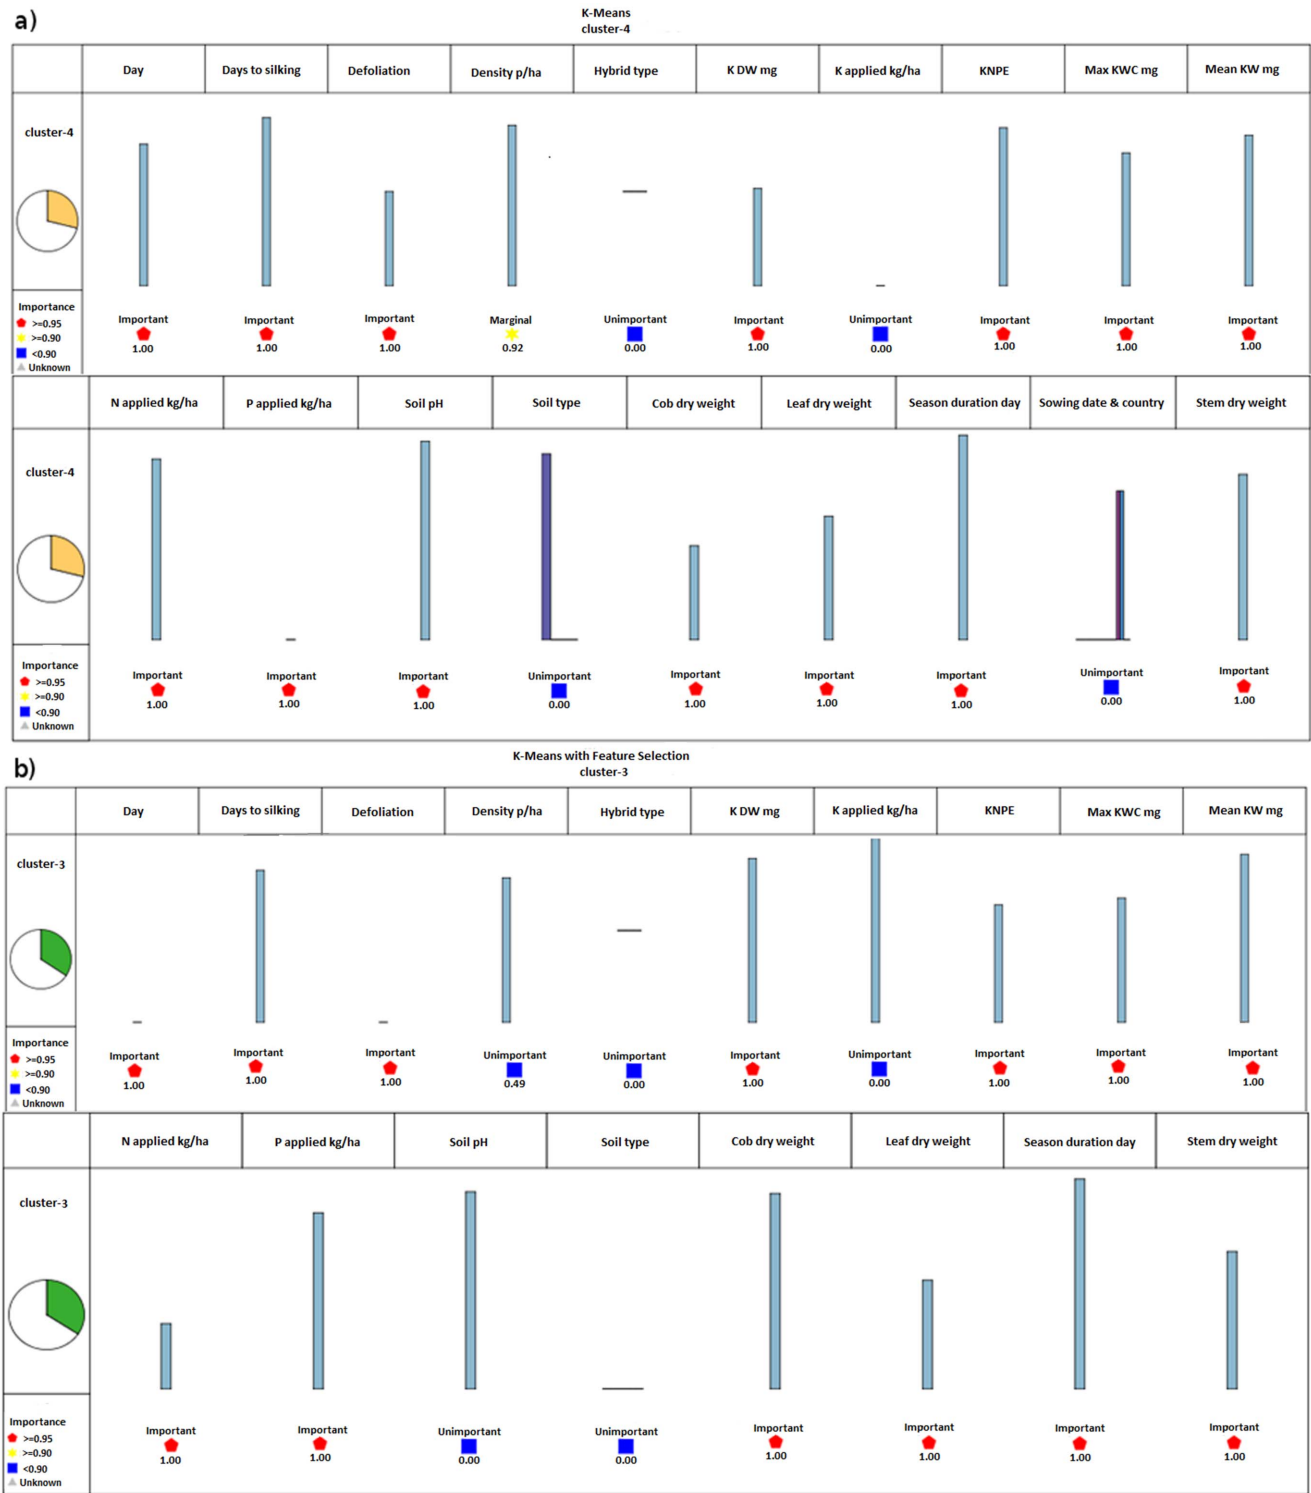 a)
K-Means
cluster-4
Day Days to silking Defoliation Density p/ha Hybrid type K DW mg K applied kg/ha KNPE Max KWC mg Mean KW mg
cluster-4
Importance
>=0.95
>=0.90
<0.90
Unknown
Important Important Important Marginal Unimportant Important Unimportant Important Important Important
1.00 1.00 1.00 0.92 0.00 1.00 0.00 1.00 1.00 1.00
N applied kg/ha P applied kg/ha Soil pH Soil type Cob dry weight Leaf dry weight Season duration day Sowing date & country Stem dry weight
cluster-4
Importance
>=0.95
>=0.90
<0.90
Unknown
Important Important Important Unimportant Important Important Important Unimportant Important
1.00 1.00 1.00 0.00 1.00 1.00 1.00 0.00 1.00
b)
K-Means with Feature Selection
cluster-3
Day Days to silking Defoliation Density p/ha Hybrid type K DW mg K applied kg/ha KNPE Max KWC mg Mean KW mg
cluster-3
Importance
>=0.95
>=0.90
<0.90
Unknown
Important Important Important Unimportant Unimportant Important Unimportant Important Important Important
1.00 1.00 1.00 0.49 0.00 1.00 0.00 1.00 1.00 1.00
N applied kg/ha P applied kg/ha Soil pH Soil type Cob dry weight Leaf dry weight Season duration day Stem dry weight
cluster-3
Importance
>=0.95
>=0.90
<0.90
Unknown
Important Important Unimportant Unimportant Important Important Important Important
1.00 1.00 0.00 0.00 1.00 1.00 1.00 1.00